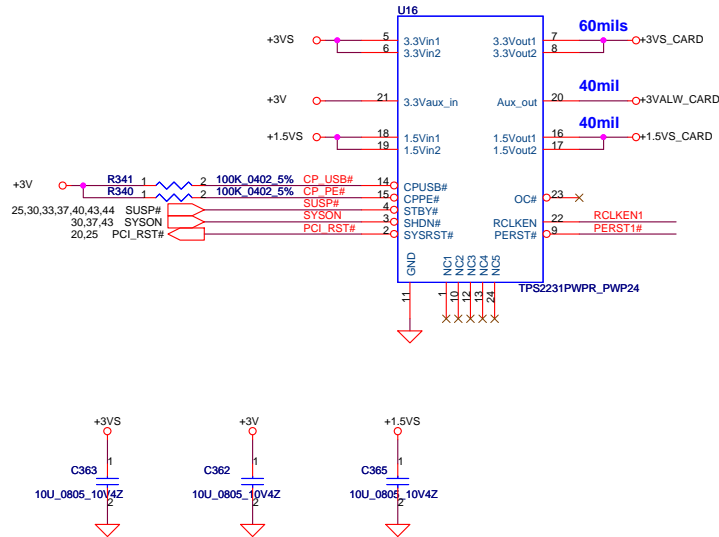 U16
60mils
+3VS 5 3.3Vin1 3.3Vout1 7 +3VS_CARD
6 3.3Vin2 3.3Vout2 8
40mil
+3V 21 3.3Vaux_in Aux_out 20 +3VALW_CARD
40mil
+1.5VS 18 1.5Vin1 1.5Vout1 16 +1.5VS_CARD
19 1.5Vin2 1.5Vout2 17
+3V R341 1 2 100K_0402_5% CP_USB# 14 CPUSB#
R340 1 2 100K_0402_5% CP_PE# 15 CPPE# OC# 23
25,30,33,37,40,43,44 SUSP# SUSP# 4 STBY#
30,37,43 SYSON SYSON 3 SHDN# RCLKEN 22 RCLKEN1
20,25 PCI_RST# PCI_RST# 2 SYSRST# PERST# 9 PERST1#
GND NC1 NC2 NC3 NC4 NC5
11 1 10 12 13 24
TPS2231PWPR_PWP24
+3VS +3V +1.5VS
1 1 1
C363 C362 C365
10U_0805_10V4Z 10U_0805_10V4Z 10U_0805_10V4Z
2 2 2